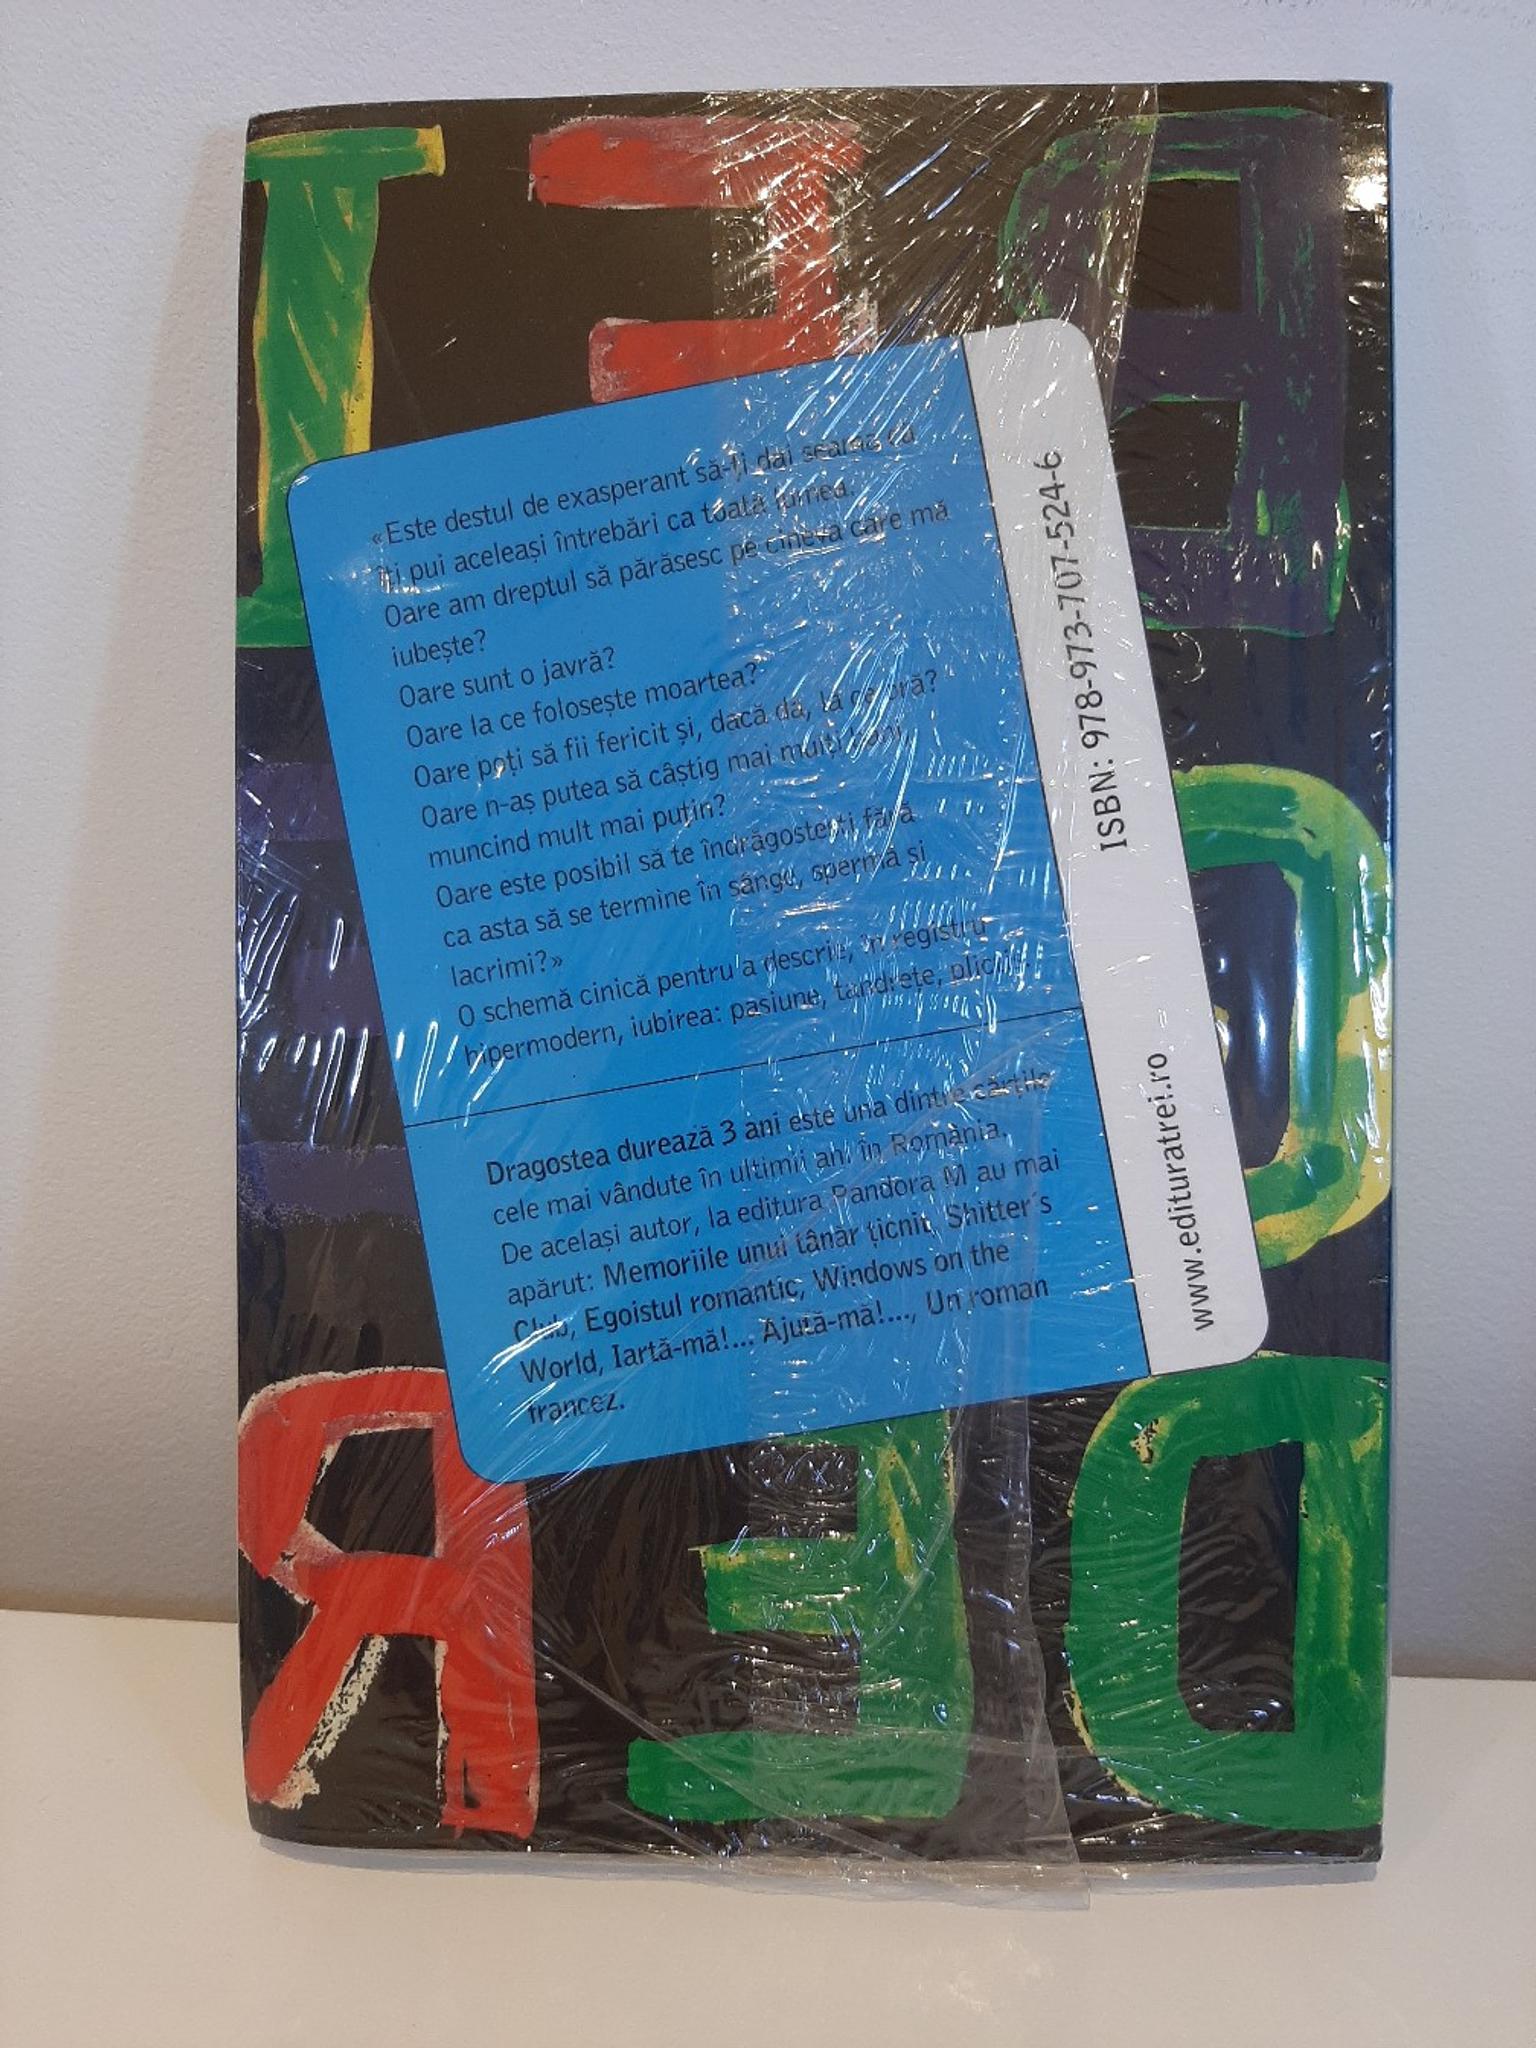 «Este destul de exasperant să-ți dai seama că
îți pui aceleași întrebări ca toată lumea.
Oare am dreptul să părăsesc pe cineva care mă
iubește?
Oare sunt o javră?
Oare la ce folosește moartea?
Oare poți să fii fericit și, dacă da, la ce oră?
Oare n-aș putea să câștig mai mulți bani,
muncind mult mai puțin?
Oare este posibil să te îndrăgostești fără
ca asta să se termine în sânge, spermă și
lacrimi?»
O schemă cinică pentru a descrie, în registru
hipermodern, iubirea: pasiune, tandrețe,
Dragostea durează 3 ani este una dintre cărțile
cele mai vândute în ultimii ani în România.
De același autor, la editura Pandora M au mai
apărut: Memoriile unui tânăr țicnit, Shitter's
Club, Egoistul romantic, Windows on the
World, Iartă-mă!... Ajută-mă!..., Un roman
francez.
ISBN: 978-973-707-524-6
www.edituratrei.ro